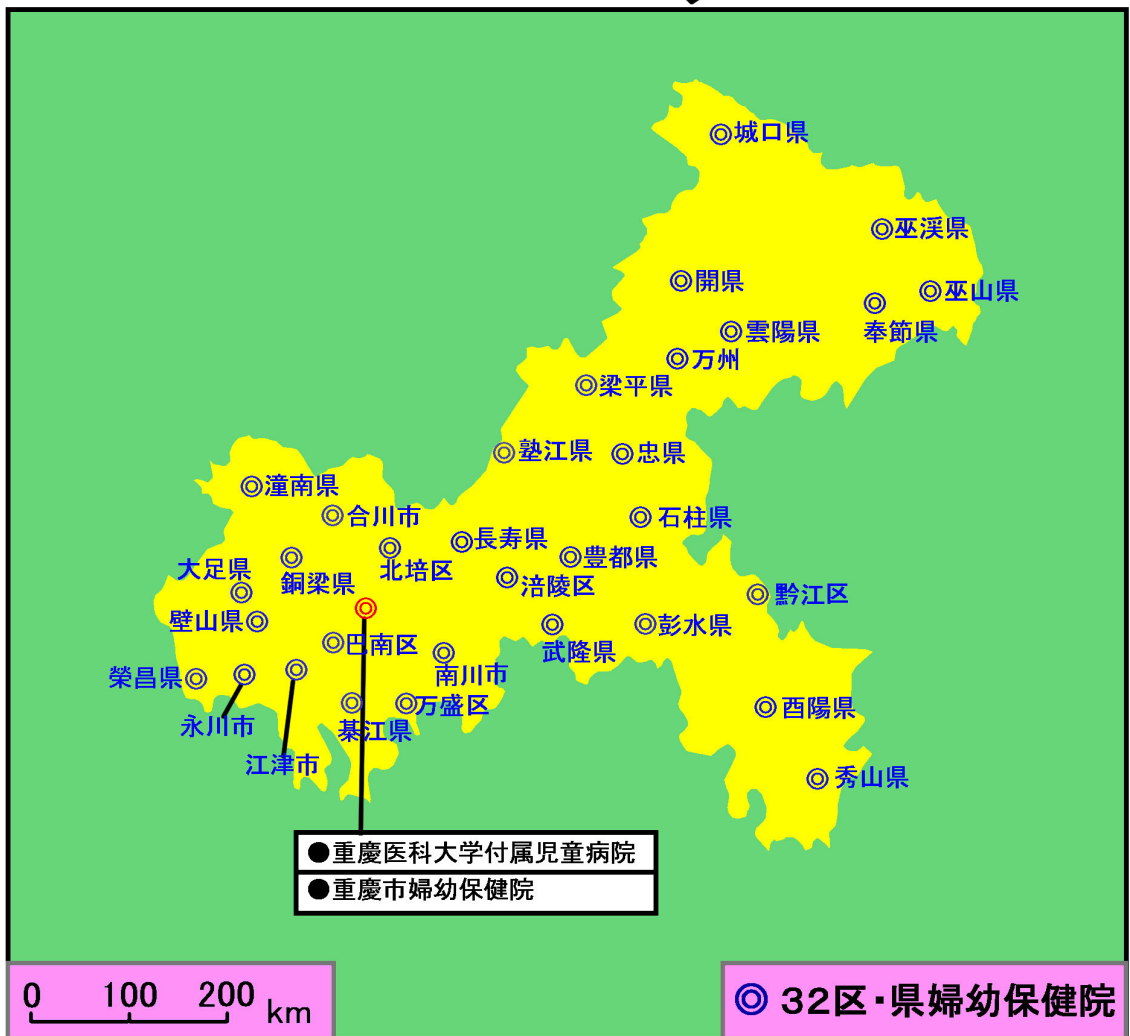 城口県
巫渓県
開県
巫山県
奉節県
雲陽県
万州
梁平県
塾江県
忠県
潼南県
合川市
石柱県
長寿県
北培区
豊都県
大足県
銅梁県
涪陵区
黔江区
壁山県
巴南区
武隆県
彭水県
南川市
榮昌県
永川市
万盛区
綦江県
酉陽県
江津市
秀山県
●重慶医科大学付属児童病院
●重慶市婦幼保健院
0 100 200 km
◎ 32区・県婦幼保健院